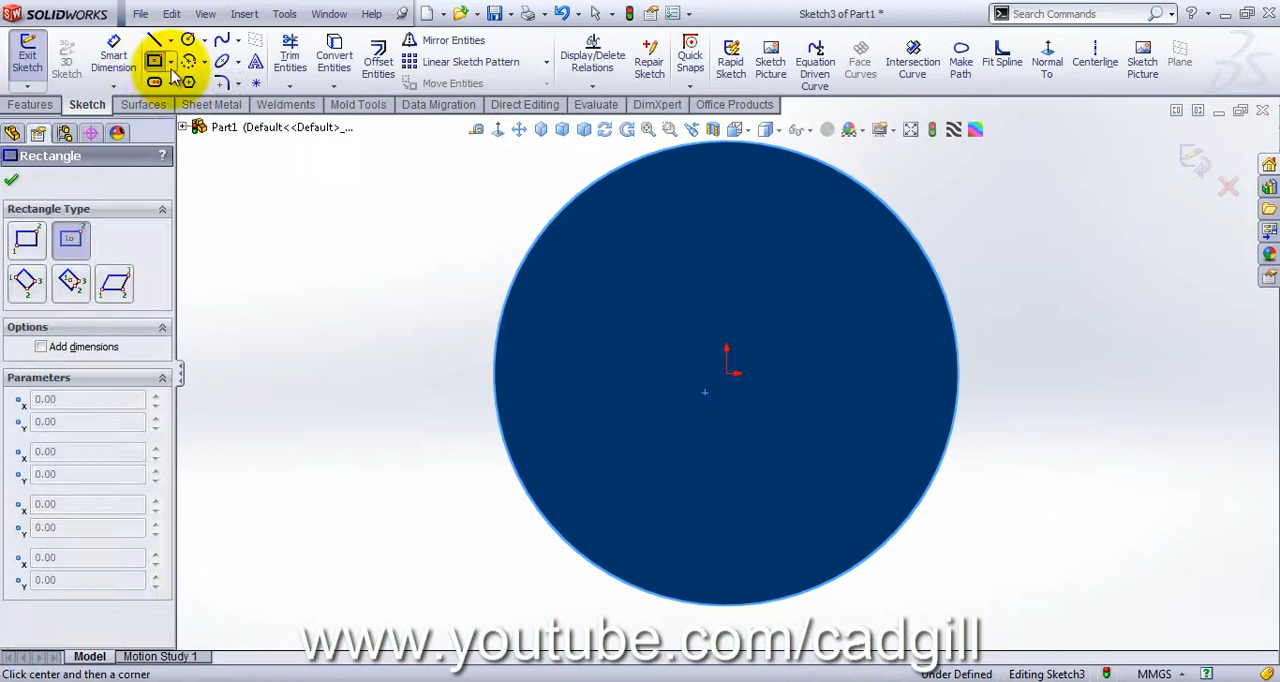 SOLIDWORKS File Edit View Insert Tools Window Help Sketch3 of Part1 * Search Commands
Exit Sketch
3D Sketch
Smart Dimension
Trim Entities
Convert Entities
Offset Entities
Mirror Entities
Linear Sketch Pattern
Move Entities
Display/Delete Relations
Repair Sketch
Quick Snaps
Rapid Sketch
Sketch Picture
Equation Driven Curve
Face Curves
Intersection Curve
Make Path
Fit Spline
Normal To
Centerline
Sketch Picture
Plane
Features Sketch Surfaces Sheet Metal Weldments Mold Tools Data Migration Direct Editing Evaluate DimXpert Office Products
Part1 (Default<<Default>_...
Rectangle ?
Rectangle Type
Options
Add dimensions
Parameters
X 0.00
Y 0.00
X 0.00
Y 0.00
X 0.00
Y 0.00
X 0.00
Y 0.00
www.youtube.com/cadgill
Model Motion Study 1
Click center and then a corner Under Defined Editing Sketch3 MMGS